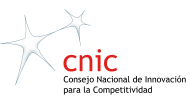 cnic
Consejo Nacional de Innovación
para la Competitividad